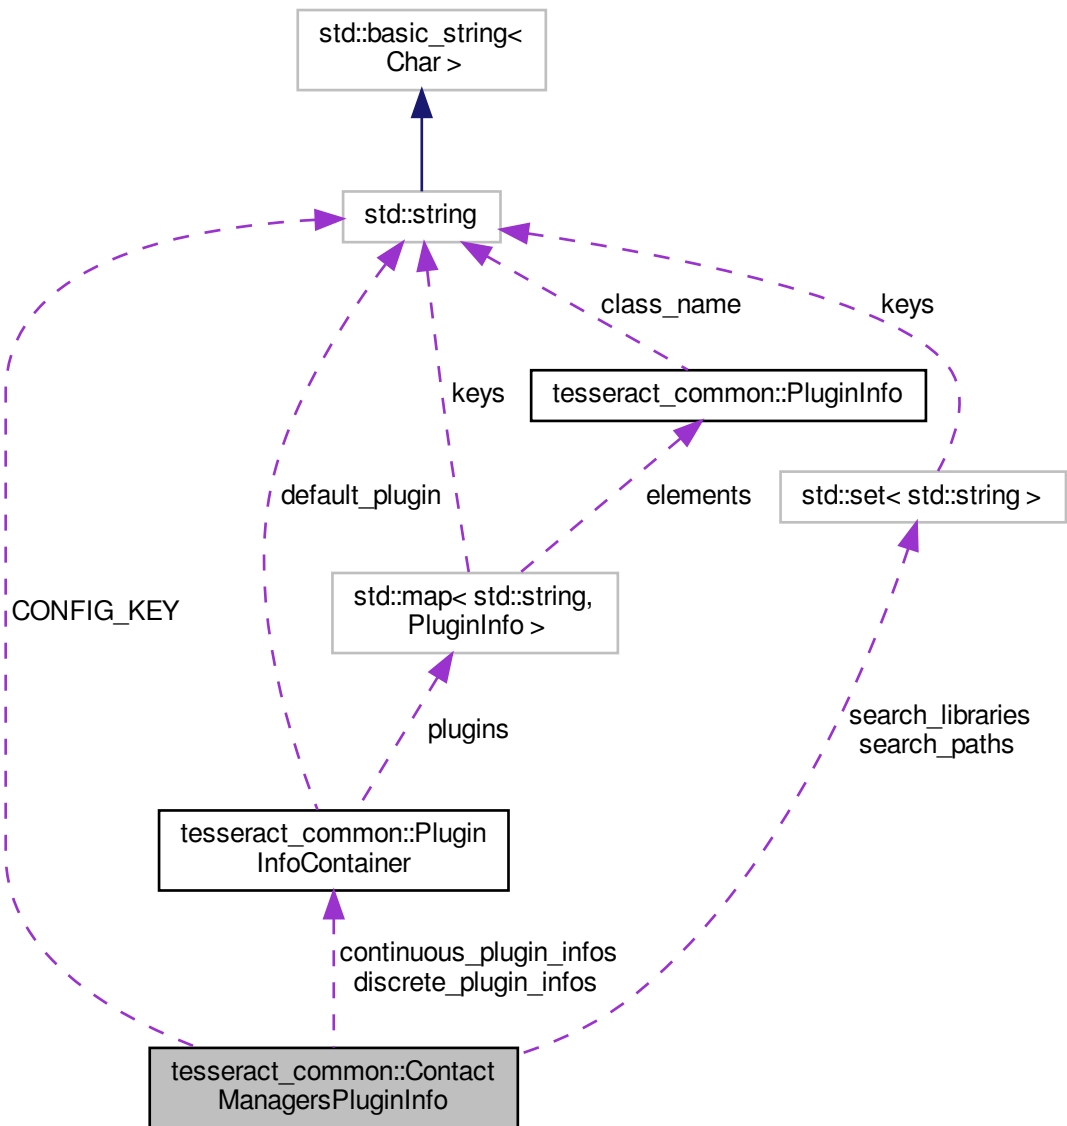 std::basic_string<
Char >
std::string
class_name
keys
tesseract_common::PluginInfo
keys
default_plugin
elements
std::set< std::string >
std::map< std::string,
PluginInfo >
CONFIG_KEY
plugins
search_libraries
search_paths
tesseract_common::Plugin
InfoContainer
continuous_plugin_infos
discrete_plugin_infos
tesseract_common::Contact
ManagersPluginInfo